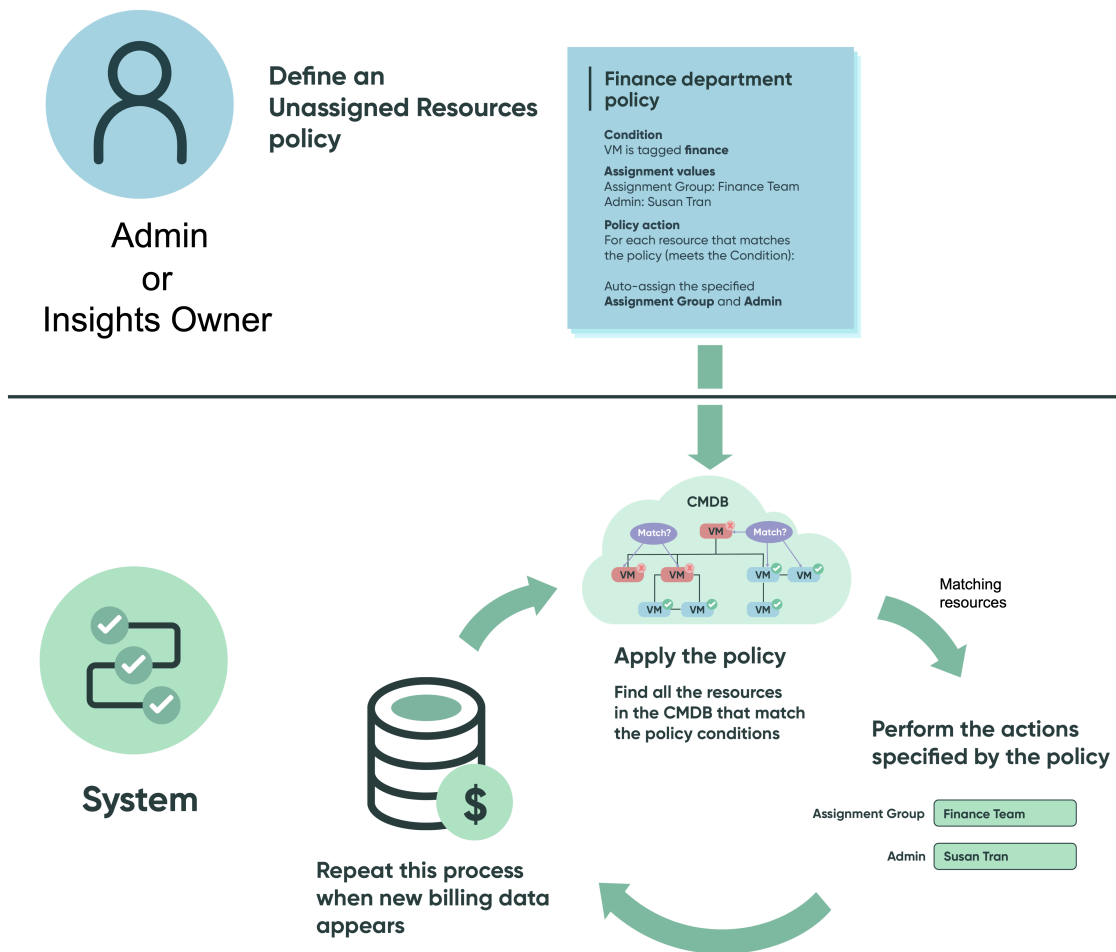 Define an
Unassigned Resources
policy
Admin
or
Insights Owner
Finance department
policy
Condition
VM is tagged finance
Assignment values
Assignment Group: Finance Team
Admin: Susan Tran
Policy action
For each resource that matches
the policy (meets the Condition):
Auto-assign the specified
Assignment Group and Admin
CMDB
Match?
VM
Match?
VM
VM
VM
VM
VM
VM
VM
Matching
resources
Apply the policy
Find all the resources
in the CMDB that match
the policy conditions
Perform the actions
specified by the policy
Assignment Group
Finance Team
Admin
Susan Tran
System
$
Repeat this process
when new billing data
appears